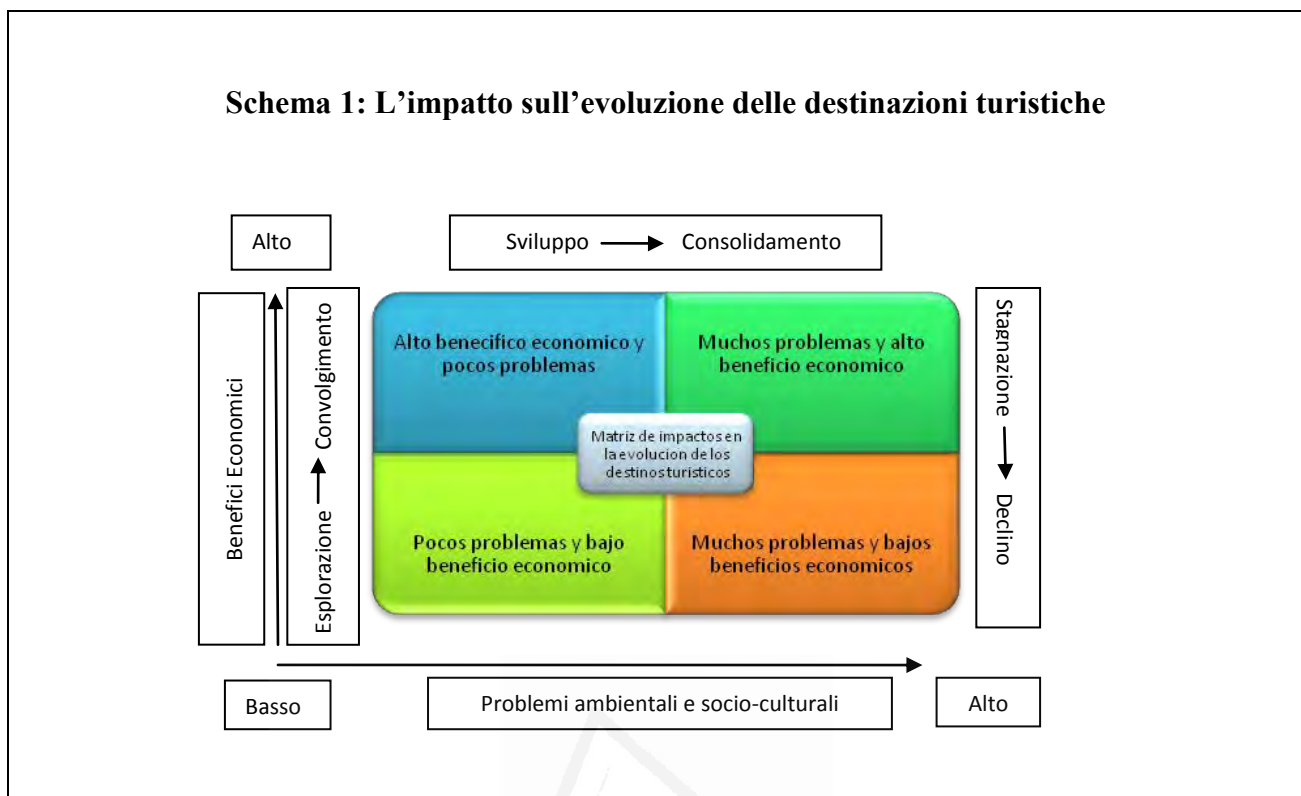 Schema 1: L’impatto sull’evoluzione delle destinazioni turistiche
Alto
Sviluppo → Consolidamento
Benefici Economici
Esplorazione → Convolgimento
Alto benecifico economico y
pocos problemas
Muchos problemas y alto
beneficio economico
Matriz de impactos en
la evolucion de los
destinos turisticos
Pocos problemas y bajo
beneficio economico
Muchos problemas y bajos
beneficios economicos
Stagnazione → Declino
Basso
Problemi ambientali e socio-culturali
Alto